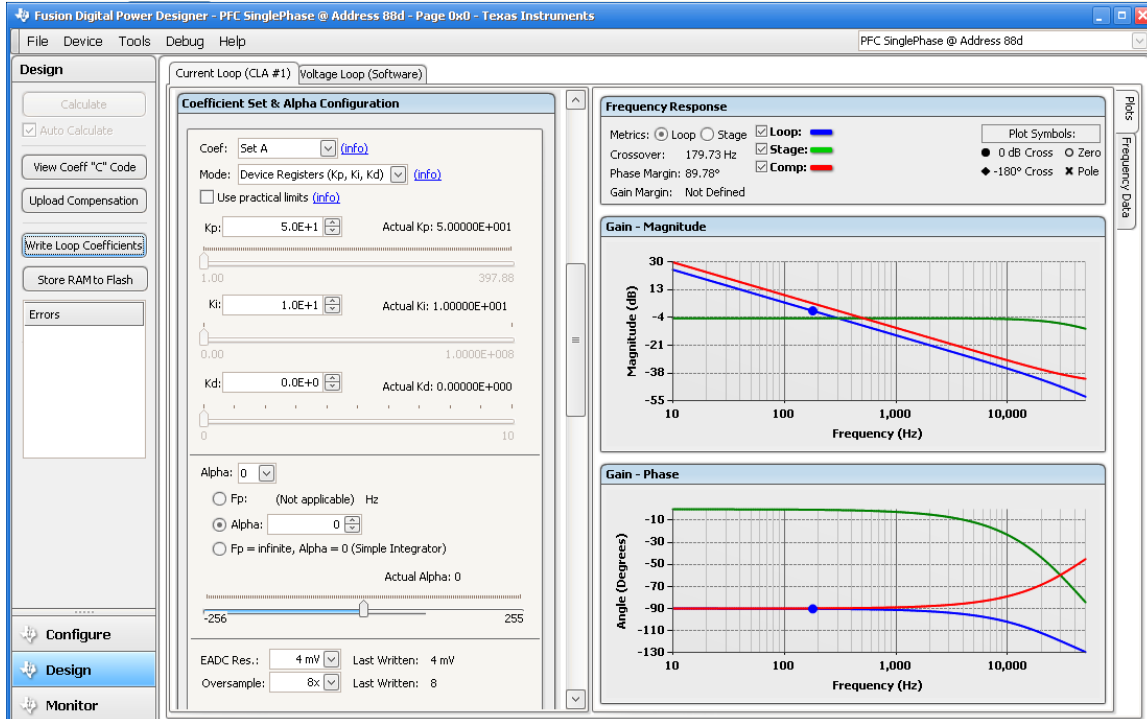 Fusion Digital Power Designer - PFC SinglePhase @ Address 88d - Page 0x0 - Texas Instruments
File Device Tools Debug Help
PFC SinglePhase @ Address 88d
Design
Calculate
Auto Calculate
View Coeff "C" Code
Upload Compensation
Write Loop Coefficients
Store RAM to Flash
Errors
Configure
Design
Monitor
Current Loop (CLA #1) Voltage Loop (Software)
Coefficient Set & Alpha Configuration
Coef: Set A (info)
Mode: Device Registers (Kp, Ki, Kd) (info)
Use practical limits (info)
Kp: 5.0E+1 Actual Kp: 5.00000E+001
1.00 397.88
Ki: 1.0E+1 Actual Ki: 1.00000E+001
0.00 1.0000E+008
Kd: 0.0E+0 Actual Kd: 0.00000E+000
0 10
Alpha: 0
Fp: (Not applicable) Hz
Alpha: 0
Fp = infinite, Alpha = 0 (Simple Integrator)
Actual Alpha: 0
-256 255
EADC Res.: 4 mV Last Written: 4 mV
Oversample: 8x Last Written: 8
Frequency Response
Metrics: Loop Stage Loop:
Crossover: 179.73 Hz Stage:
Phase Margin: 89.78° Comp:
Gain Margin: Not Defined
Plot Symbols:
0 dB Cross Zero
-180° Cross Pole
Plots
Frequency Data
Gain - Magnitude
Magnitude (dB)
30
13
-4
-21
-38
-55
10 100 1,000 10,000
Frequency (Hz)
Gain - Phase
Angle (Degrees)
-10
-30
-50
-70
-90
-110
-130
10 100 1,000 10,000
Frequency (Hz)